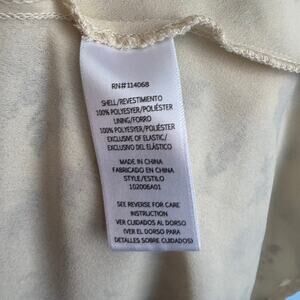 RN#114068
SHELL/REVESTIMIENTO
100% POLYESYER/POLIÉSTER
LINING/FORRO
100% POLYESYER/POLIÉSTER
EXCLUSIVE OF ELASTIC/
EXCLUSIVO DEL ELÁSTICO
MADE IN CHINA
FABRICADO EN CHINA
STYLE/ESTILO
102006A01
SEE REVERSE FOR CARE
INSTRUCTION
VER CUIDADOS AL DORSO
(VER EL DORSO PARA
DETALLES SOBRE CUIDADOS)